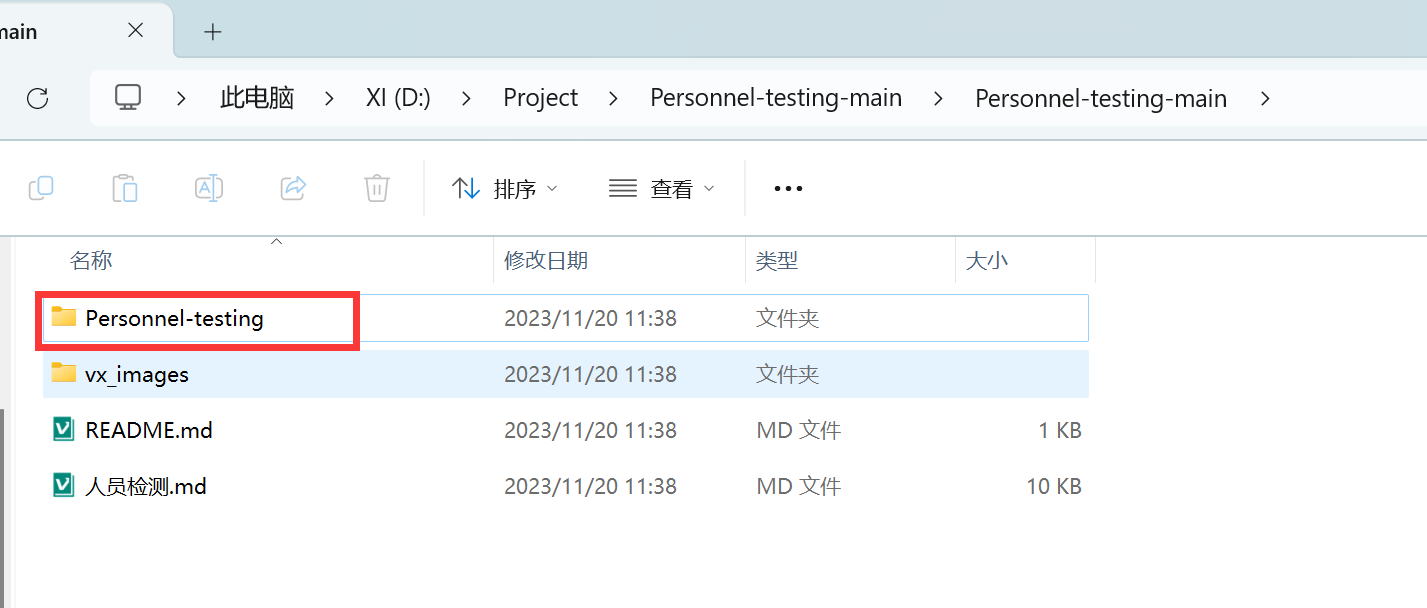 main
此电脑 XI (D:) Project Personnel-testing-main Personnel-testing-main
排序 查看
名称 修改日期 类型 大小
Personnel-testing 2023/11/20 11:38 文件夹
vx_images 2023/11/20 11:38 文件夹
README.md 2023/11/20 11:38 MD 文件 1 KB
人员检测.md 2023/11/20 11:38 MD 文件 10 KB